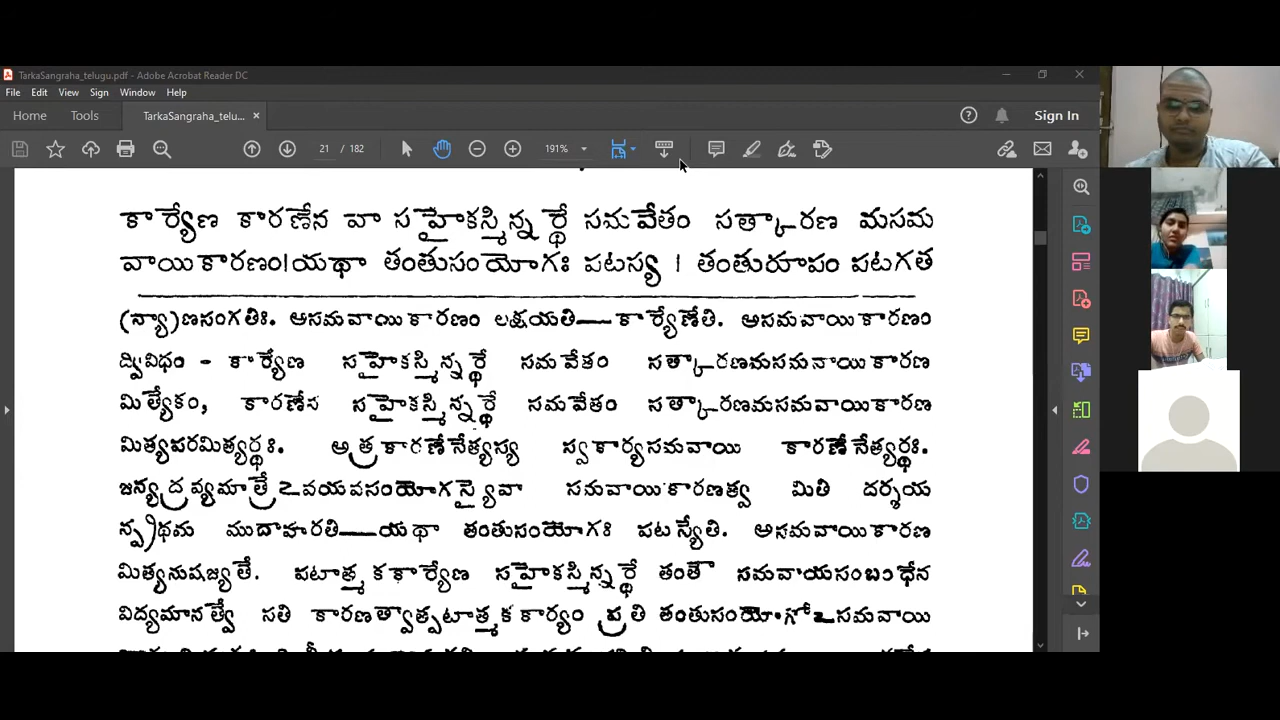 TarkaSangraha_telugu.pdf - Adobe Acrobat Reader DC
File Edit View Sign Window Help
Home Tools TarkaSangraha_telu... × Sign In
21 / 182 191%
కార్యేణ కారణేన వా సహైకస్మిన్నర్థే సమవేతం సత్కారణ మసమ
వాయికారణం।యథా తంతుసంయోగః పటస్య । తంతురూపం పటగత
(న్యా)ణసంగతిః. అసమవాయికారణం లక్షయతి—కార్యేణేతి. అసమవాయికారణం
ద్వివిధం - కార్యేణ సహైకస్మిన్నర్థే సమవేతం సత్కారణమసమవాయికారణ
మిత్యేకం, కారణేన సహైకస్మిన్నర్థే సమవేతం సత్కారణమసమవాయికారణ
మిత్యపరమిత్యర్థః. అత్రకారణేనేత్యస్య స్వకార్యసమవాయి కారణేనేత్యర్థః.
జన్యద్రవ్యమాత్రేఽవయవసంయోగస్యైవా సమవాయికారణత్వ మితి దర్శయ
న్ప్రథమ ముదాహరతి—యథా తంతుసంయోగః పటస్యేతి. అసమవాయికారణ
మిత్యనుషజ్యతే. పటాత్మకకార్యేణ సహైకస్మిన్నర్థే తంతౌ సమవాయసంబంధేన
విద్యమానత్వే సతి కారణత్వాత్పటాత్మకకార్యం ప్రతి తంతుసంయోగోఽసమవాయి